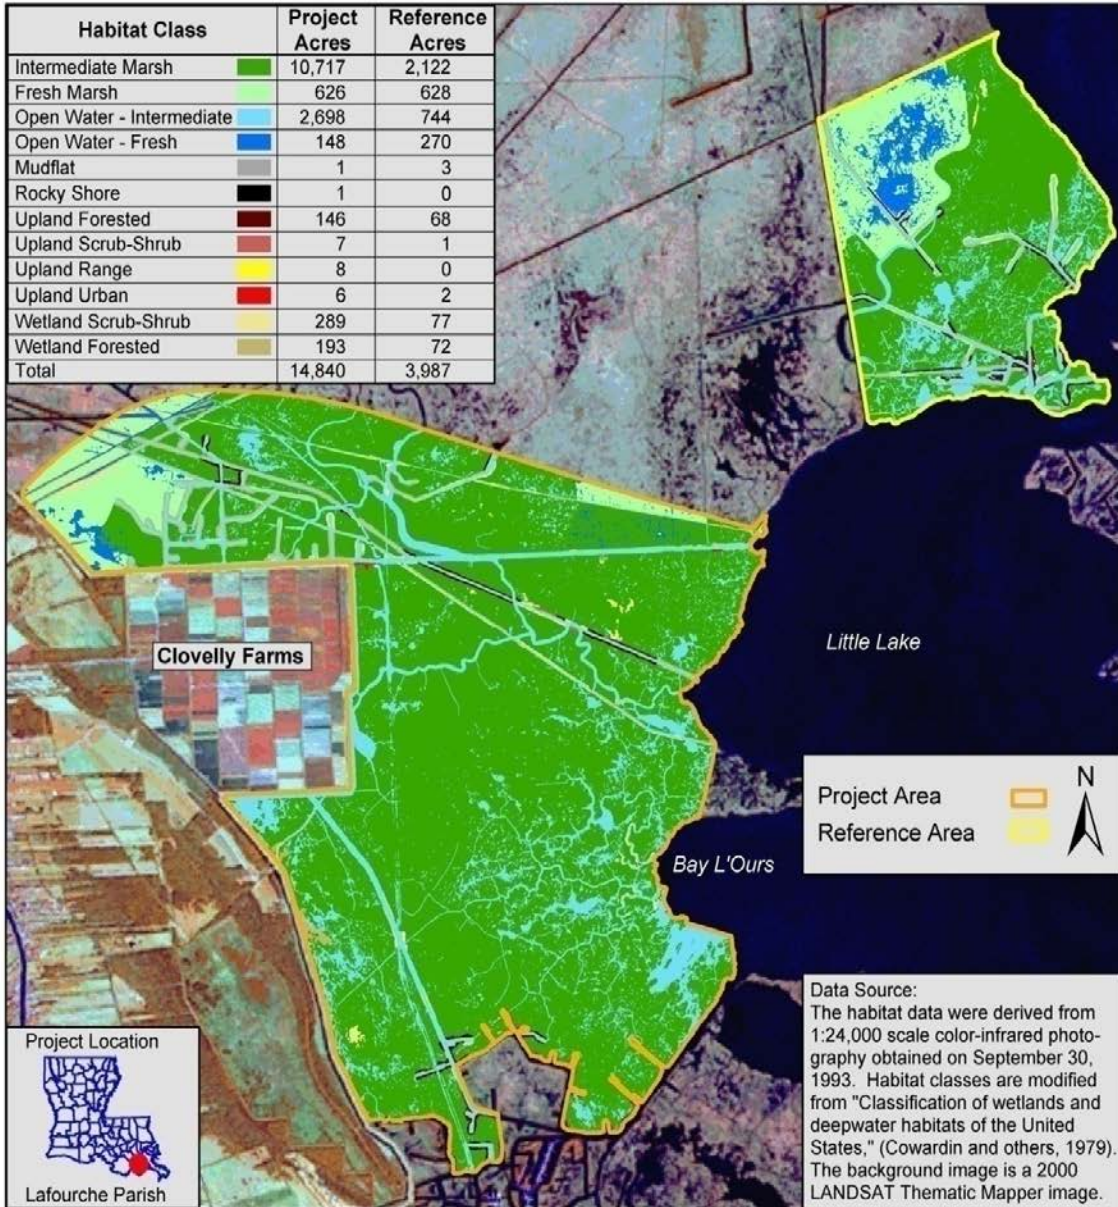 Habitat Class Project Acres Reference Acres
Intermediate Marsh 10,717 2,122
Fresh Marsh 626 628
Open Water - Intermediate 2,698 744
Open Water - Fresh 148 270
Mudflat 1 3
Rocky Shore 1 0
Upland Forested 146 68
Upland Scrub-Shrub 7 1
Upland Range 8 0
Upland Urban 6 2
Wetland Scrub-Shrub 289 77
Wetland Forested 193 72
Total 14,840 3,987
Clovelly Farms
Little Lake
Project Area
Reference Area
N
Bay L'Ours
Project Location
Lafourche Parish
Data Source:
The habitat data were derived from
1:24,000 scale color-infrared photo-
graphy obtained on September 30,
1993. Habitat classes are modified
from "Classification of wetlands and
deepwater habitats of the United
States," (Cowardin and others, 1979).
The background image is a 2000
LANDSAT Thematic Mapper image.